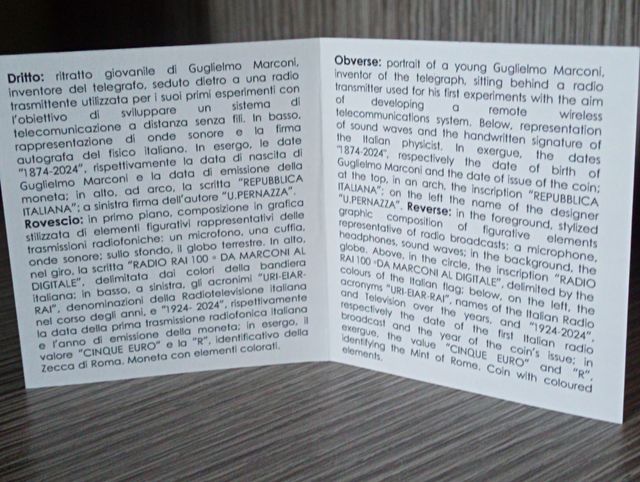 Dritto: ritratto giovanile di Guglielmo Marconi,
inventore del telegrafo, seduto dietro a una radio
trasmittente utilizzata per i suoi primi esperimenti con
l'obiettivo di sviluppare un sistema di
telecomunicazione a distanza senza fili. In basso,
rappresentazione di onde sonore e la firma
autografa del fisico italiano. In esergo, le date
"1874-2024", rispettivamente la data di nascita di
Guglielmo Marconi e la data di emissione della
moneta; in alto, ad arco, la scritta "REPUBBLICA
ITALIANA"; a sinistra firma dell'autore "U.PERNAZZA".
Rovescio: in primo piano, composizione in grafica
stilizzata di elementi figurativi rappresentativi delle
trasmissioni radiofoniche: un microfono, una cuffia,
onde sonore; sullo sfondo, il globo terrestre. In alto,
nel giro, la scritta "RADIO RAI 100 ° DA MARCONI AL
DIGITALE", delimitata dai colori della bandiera
italiana; in basso, a sinistra, gli acronimi "URI-EIAR-
RAI", denominazioni della Radiotelevisione Italiana
nel corso degli anni, e "1924- 2024", rispettivamente
la data della prima trasmissione radiofonica italiana
e l'anno di emissione della moneta; in esergo, il
valore "CINQUE EURO" e la "R", identificativo della
Zecca di Roma. Moneta con elementi colorati.
Obverse: portrait of a young Guglielmo Marconi,
inventor of the telegraph, sitting behind a radio
transmitter used for his first experiments with the aim
of developing a remote wireless
telecommunications system. Below, representation
of sound waves and the handwritten signature of
the Italian physicist. In exergue, the dates
"1874-2024", respectively the date of birth of
Guglielmo Marconi and the date of issue of the coin;
at the top, in an arch, the inscription "REPUBBLICA
ITALIANA"; on the left the name of the designer
"U.PERNAZZA". Reverse: in the foreground, stylized
graphic composition of figurative elements
representative of radio broadcasts: a microphone,
headphones, sound waves; in the background, the
globe. Above, in the circle, the inscription "RADIO
RAI 100 °DA MARCONI AL DIGITALE", delimited by the
colours of the Italian flag; below, on the left, the
acronyms "URI-EIAR-RAI", names of the Italian Radio
and Television over the years, and "1924-2024",
respectively the date of the first Italian radio
broadcast and the year of the coin's issue; in
exergue, the value "CINQUE EURO" and "R",
identifying the Mint of Rome. Coin with coloured
elements.